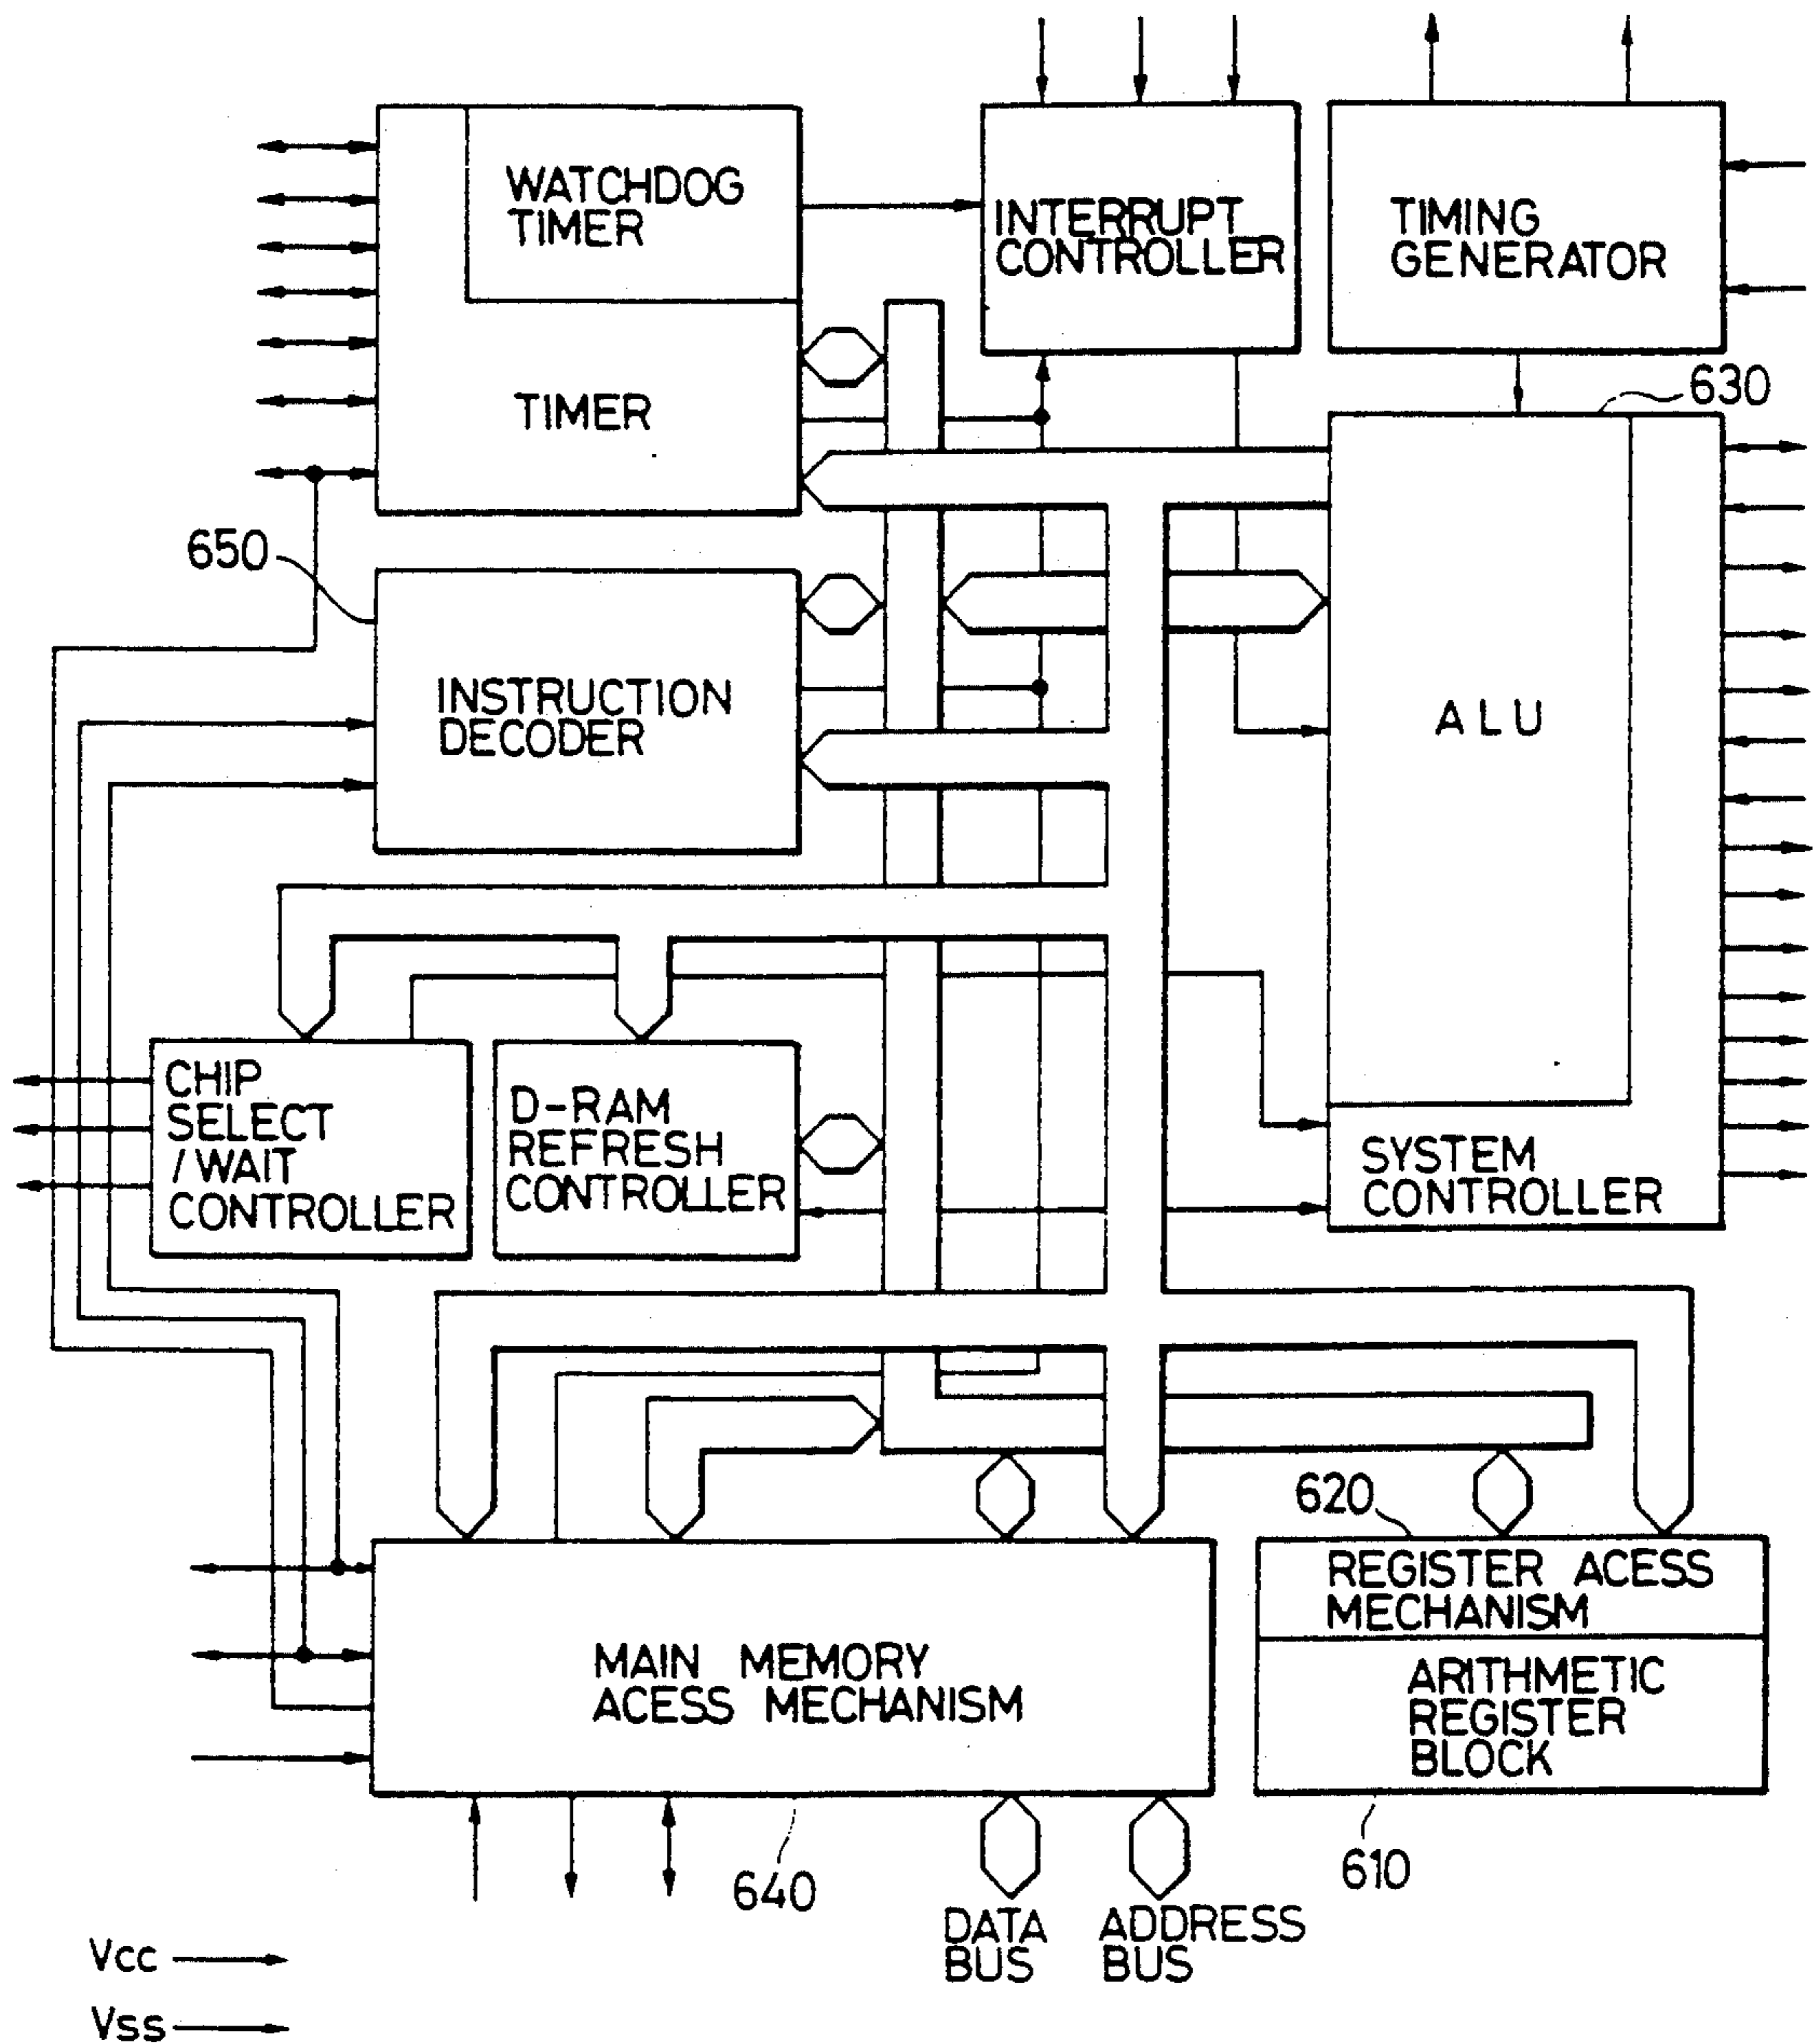 WATCHDOG
TIMER
INTERRUPT
CONTROLLER
TIMING
GENERATOR
TIMER
630
650
INSTRUCTION
DECODER
ALU
CHIP
SELECT
/WAIT
CONTROLLER
D-RAM
REFRESH
CONTROLLER
SYSTEM
CONTROLLER
620
REGISTER ACESS
MECHANISM
MAIN MEMORY
ACESS MECHANISM
ARITHMETIC
REGISTER
BLOCK
640
610
DATA
BUS
ADDRESS
BUS
Vcc
Vss